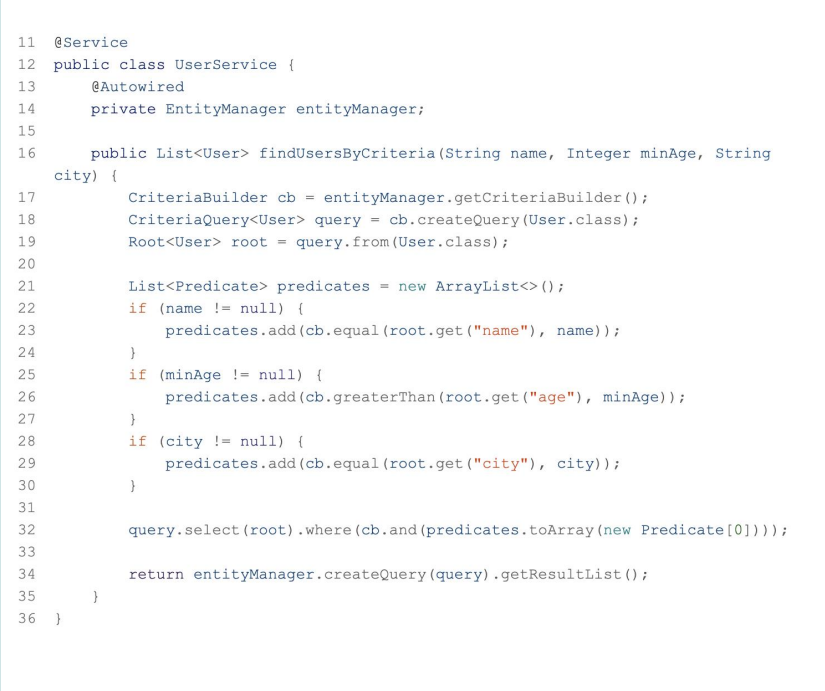 11 @Service
12 public class UserService {
13     @Autowired
14     private EntityManager entityManager;
15
16     public List<User> findUsersByCriteria(String name, Integer minAge, String
city) {
17         CriteriaBuilder cb = entityManager.getCriteriaBuilder();
18         CriteriaQuery<User> query = cb.createQuery(User.class);
19         Root<User> root = query.from(User.class);
20
21         List<Predicate> predicates = new ArrayList<>();
22         if (name != null) {
23             predicates.add(cb.equal(root.get("name"), name));
24         }
25         if (minAge != null) {
26             predicates.add(cb.greaterThan(root.get("age"), minAge));
27         }
28         if (city != null) {
29             predicates.add(cb.equal(root.get("city"), city));
30         }
31
32         query.select(root).where(cb.and(predicates.toArray(new Predicate[0])));
33
34         return entityManager.createQuery(query).getResultList();
35     }
36 }